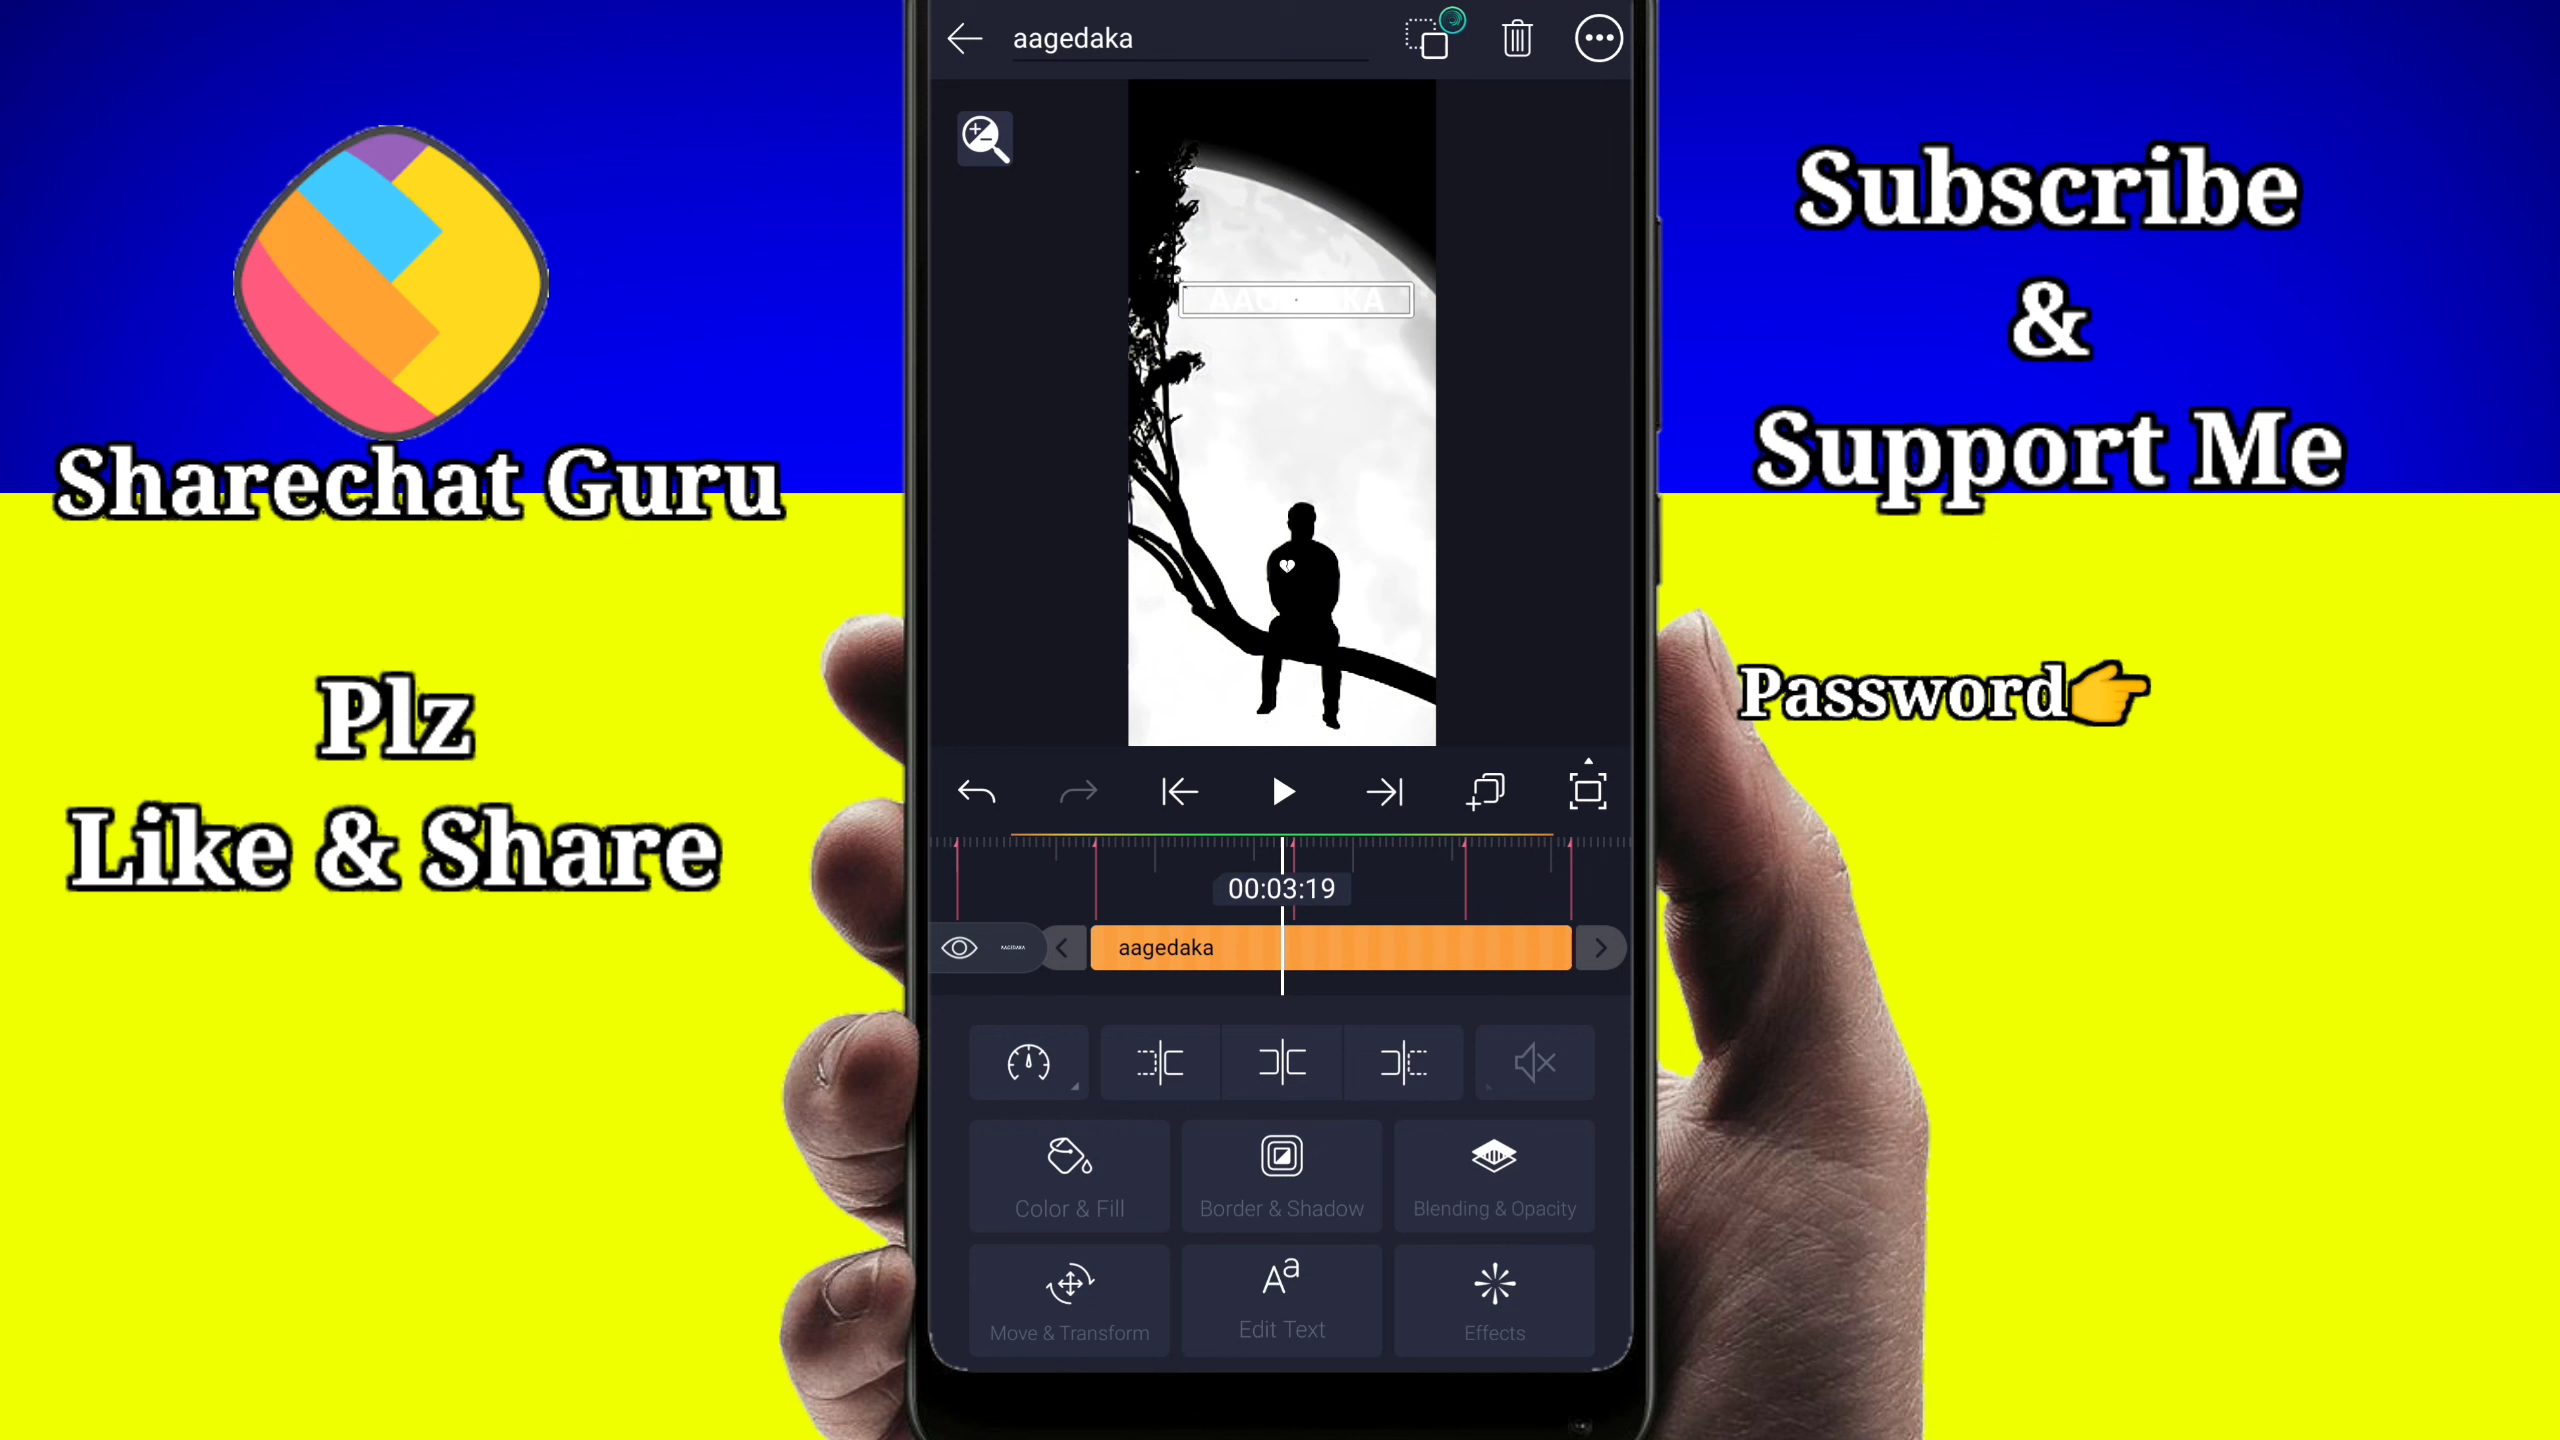 aagedaka
Sharechat Guru
Plz
Like & Share
Subscribe
&
Support Me
Password👉
00:03:19
aagedaka
Color & Fill
Border & Shadow
Blending & Opacity
Move & Transform
Aa
Edit Text
Effects